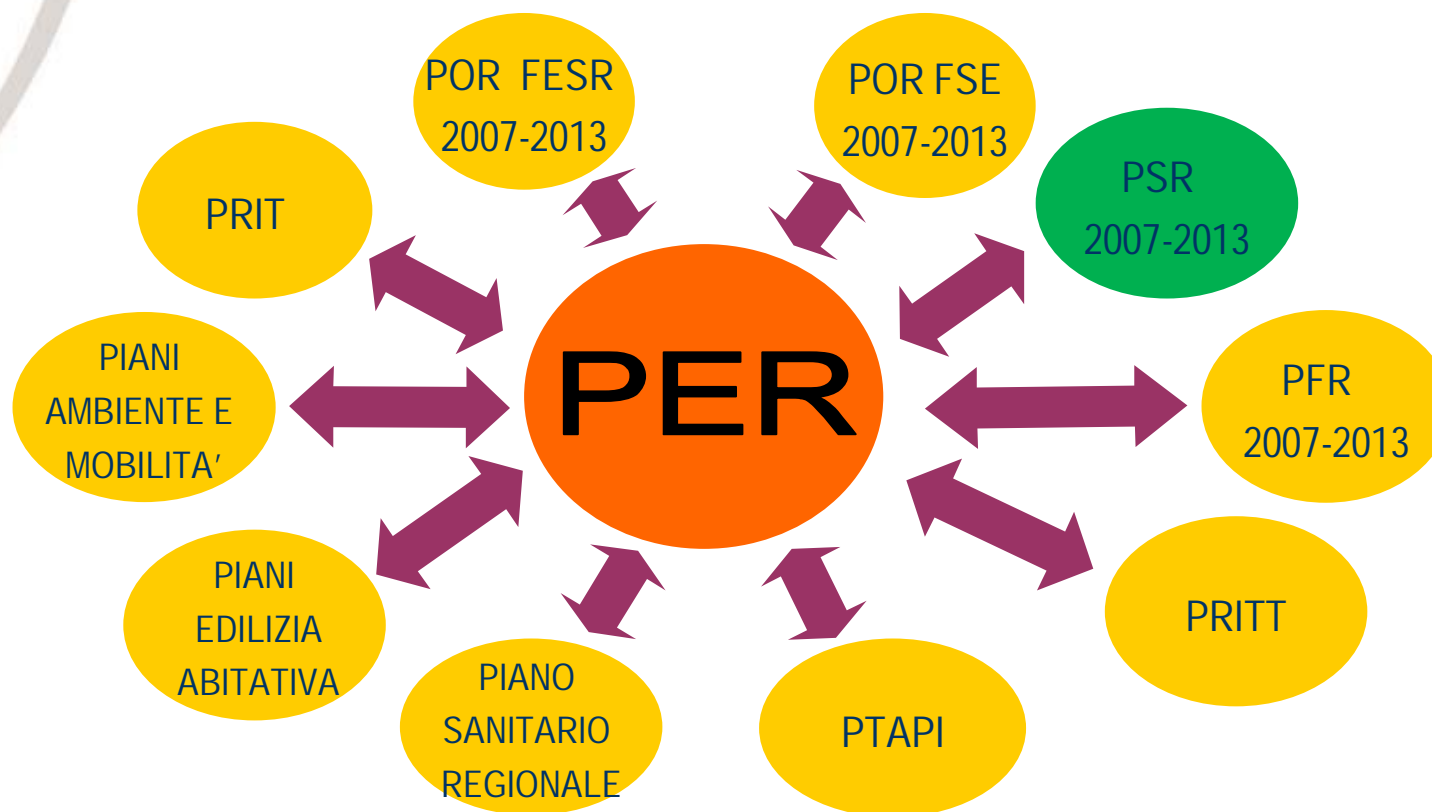 POR FESR
2007-2013
POR FSE
2007-2013
PRIT
PSR
2007-2013
PIANI
AMBIENTE E
MOBILITA'
PER
PFR
2007-2013
PIANI
EDILIZIA
ABITATIVA
PRITT
PIANO
SANITARIO
REGIONALE
PTAPI